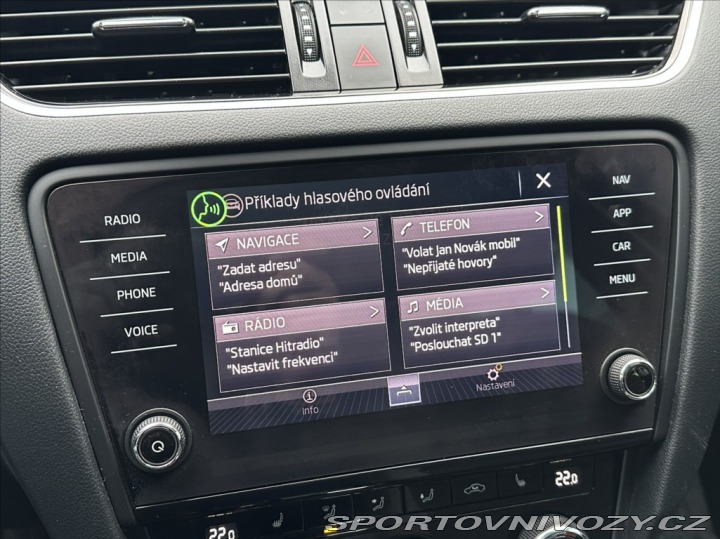 Příklady hlasového ovládání
RADIO
MEDIA
PHONE
VOICE
NAVIGACE
"Zadat adresu"
"Adresa domů"
TELEFON
"Volat Jan Novák mobil"
"Nepřijaté hovory"
RÁDIO
"Stanice Hitradio"
"Nastavit frekvenci"
MÉDIA
"Zvolit interpreta"
"Poslouchat SD 1"
Info
Nastavení
NAV
APP
CAR
MENU
22.0
22.0
SPORTOVNIVOZY.CZ